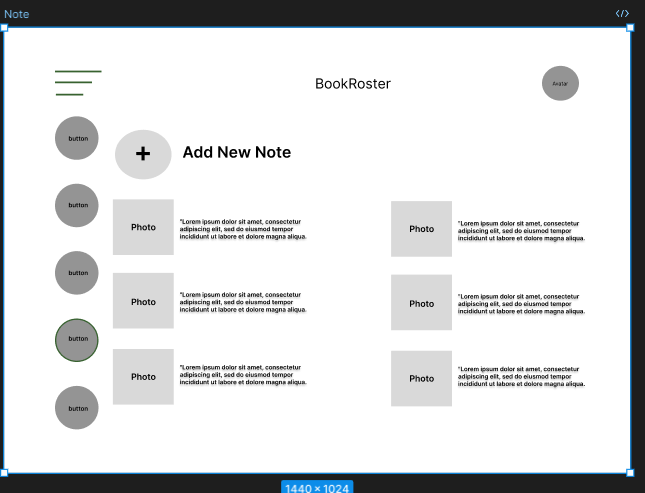 Note
</>
BookRoster
Avatar
button
+
Add New Note
button
Photo
"Lorem ipsum dolor sit amet, consectetur
adipiscing elit, sed do eiusmod tempor
incididunt ut labore et dolore magna aliqua.
Photo
"Lorem ipsum dolor sit amet, consectetur
adipiscing elit, sed do eiusmod tempor
incididunt ut labore et dolore magna aliqua.
button
Photo
"Lorem ipsum dolor sit amet, consectetur
adipiscing elit, sed do eiusmod tempor
incididunt ut labore et dolore magna aliqua.
Photo
"Lorem ipsum dolor sit amet, consectetur
adipiscing elit, sed do eiusmod tempor
incididunt ut labore et dolore magna aliqua.
button
Photo
"Lorem ipsum dolor sit amet, consectetur
adipiscing elit, sed do eiusmod tempor
incididunt ut labore et dolore magna aliqua.
Photo
"Lorem ipsum dolor sit amet, consectetur
adipiscing elit, sed do eiusmod tempor
incididunt ut labore et dolore magna aliqua.
button
1440 × 1024